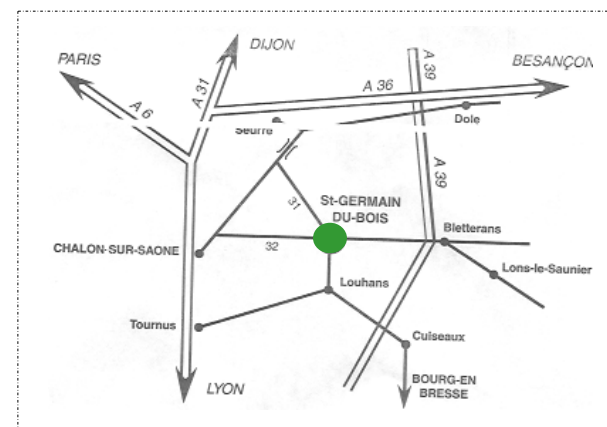 DIJON
PARIS
A 39
BESANÇON
A 31
A 36
A 6
Seurre
Dole
A 39
31
St-GERMAIN
DU-BOIS
32
Bletterans
CHALON-SUR-SAONE
Lons-le-Saunier
Louhans
Tournus
Cuiseaux
LYON
BOURG-EN
BRESSE